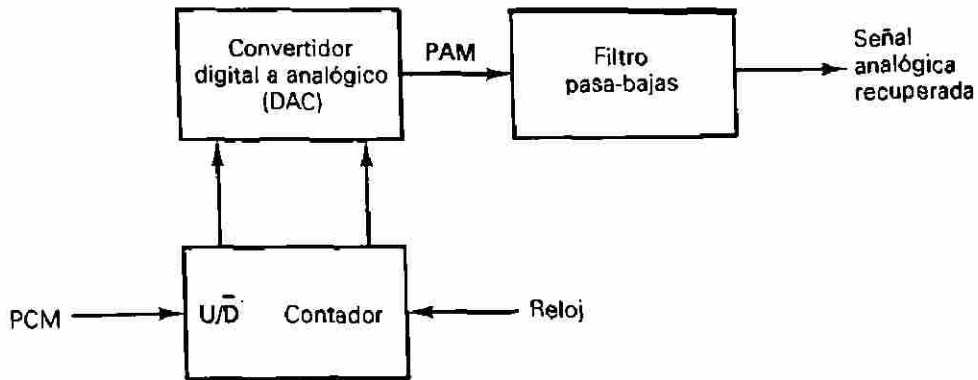 Convertidor
digital a analógico
(DAC)
PAM
Filtro
pasa-bajas
Señal
analógica
recuperada
PCM
U/D̅
Contador
Reloj